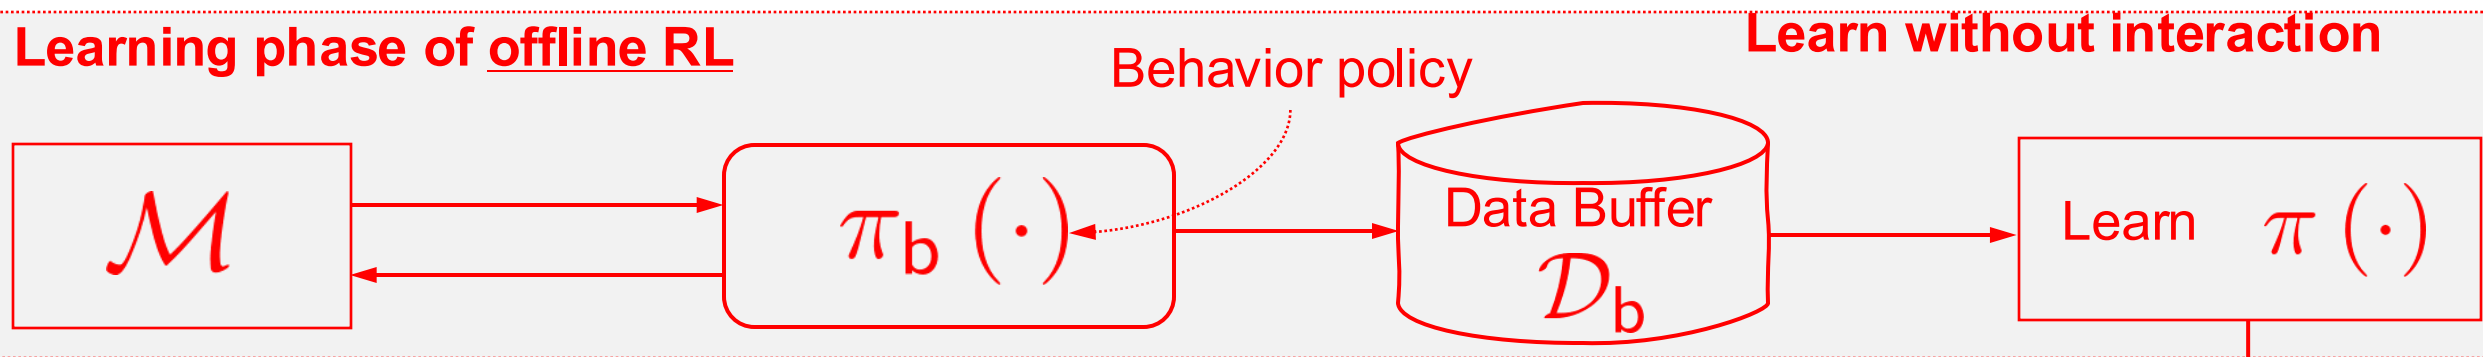 Learning phase of offline RL
Learn without interaction
Behavior policy
ℳ
π_b (·)
Data Buffer
𝒟_b
Learn π (·)